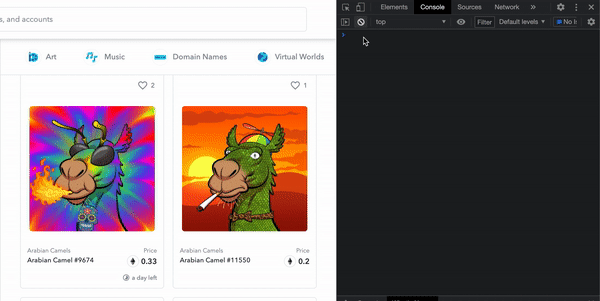 s, and accounts
Elements Console Sources Network »
top Filter Default levels No Is
Art Music Domain Names Virtual Worlds
2 1
Arabian Camels Price
Arabian Camel #9674 0.33
a day left
Arabian Camels Price
Arabian Camel #11550 0.2